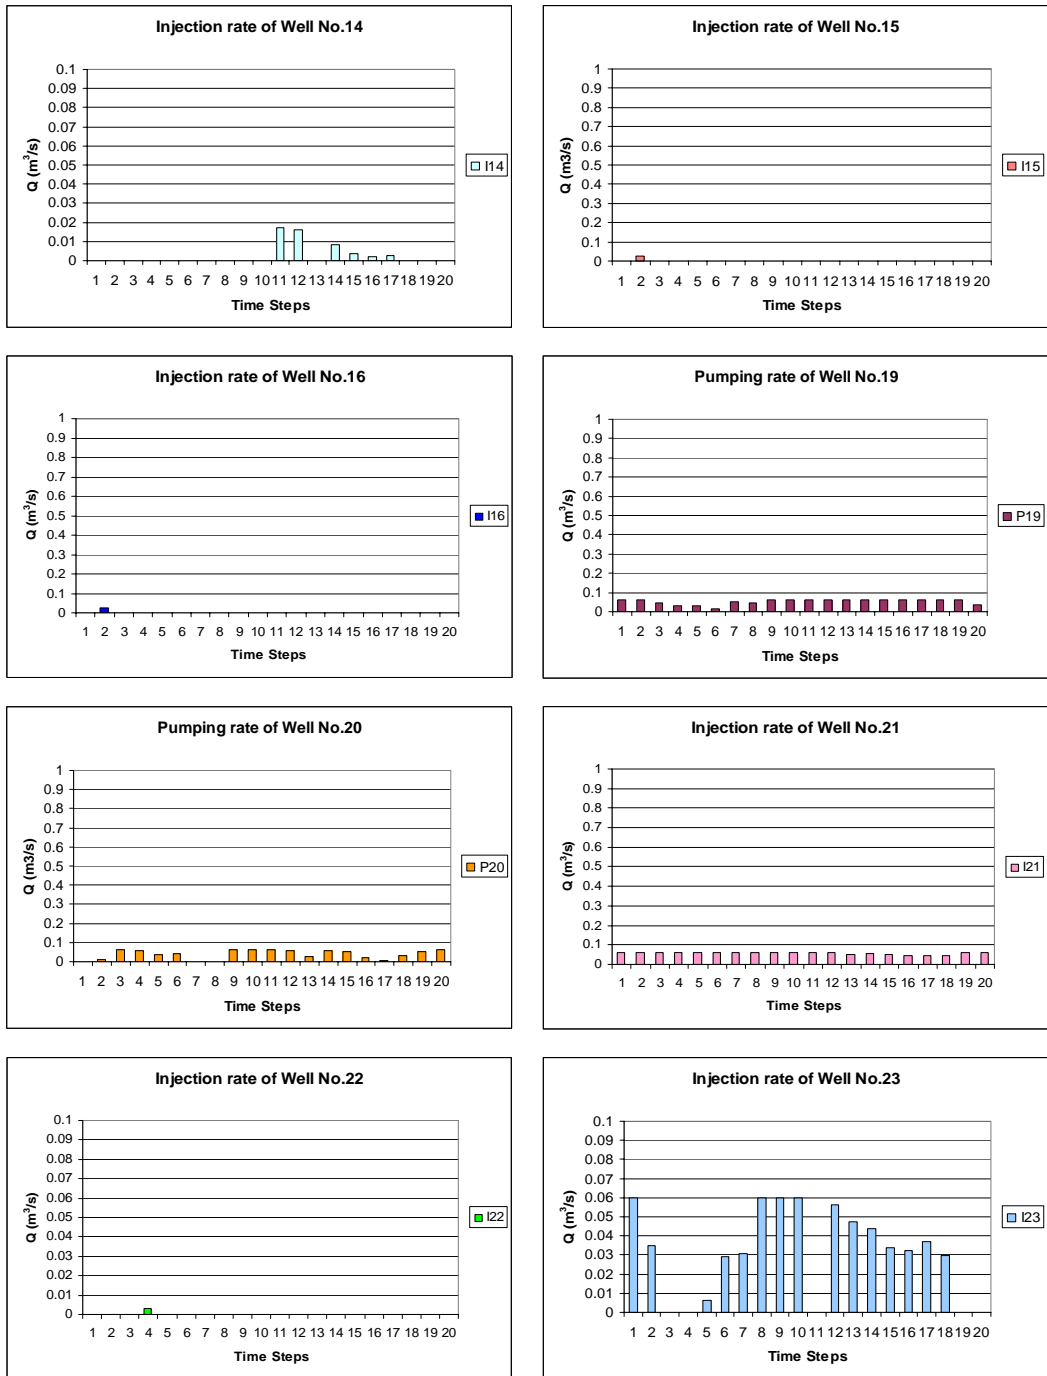 Injection rate of Well No.14
0.1
0.09
0.08
0.07
0.06
0.05
0.04
0.03
0.02
0.01
0
Q (m³/s)
1 2 3 4 5 6 7 8 9 10 11 12 13 14 15 16 17 18 19 20
Time Steps
I14
Injection rate of Well No.15
1
0.9
0.8
0.7
0.6
0.5
0.4
0.3
0.2
0.1
0
Q (m3/s)
1 2 3 4 5 6 7 8 9 10 11 12 13 14 15 16 17 18 19 20
Time Steps
I15
Injection rate of Well No.16
1
0.9
0.8
0.7
0.6
0.5
0.4
0.3
0.2
0.1
0
Q (m³/s)
1 2 3 4 5 6 7 8 9 10 11 12 13 14 15 16 17 18 19 20
Time Steps
I16
Pumping rate of Well No.19
1
0.9
0.8
0.7
0.6
0.5
0.4
0.3
0.2
0.1
0
Q (m³/s)
1 2 3 4 5 6 7 8 9 10 11 12 13 14 15 16 17 18 19 20
Time Steps
P19
Pumping rate of Well No.20
1
0.9
0.8
0.7
0.6
0.5
0.4
0.3
0.2
0.1
0
Q (m3/s)
1 2 3 4 5 6 7 8 9 10 11 12 13 14 15 16 17 18 19 20
Time Steps
P20
Injection rate of Well No.21
1
0.9
0.8
0.7
0.6
0.5
0.4
0.3
0.2
0.1
0
Q (m³/s)
1 2 3 4 5 6 7 8 9 10 11 12 13 14 15 16 17 18 19 20
Time Steps
I21
Injection rate of Well No.22
0.1
0.09
0.08
0.07
0.06
0.05
0.04
0.03
0.02
0.01
0
Q (m³/s)
1 2 3 4 5 6 7 8 9 10 11 12 13 14 15 16 17 18 19 20
Time Steps
I22
Injection rate of Well No.23
0.1
0.09
0.08
0.07
0.06
0.05
0.04
0.03
0.02
0.01
0
Q (m³/s)
1 2 3 4 5 6 7 8 9 10 11 12 13 14 15 16 17 18 19 20
Time Steps
I23